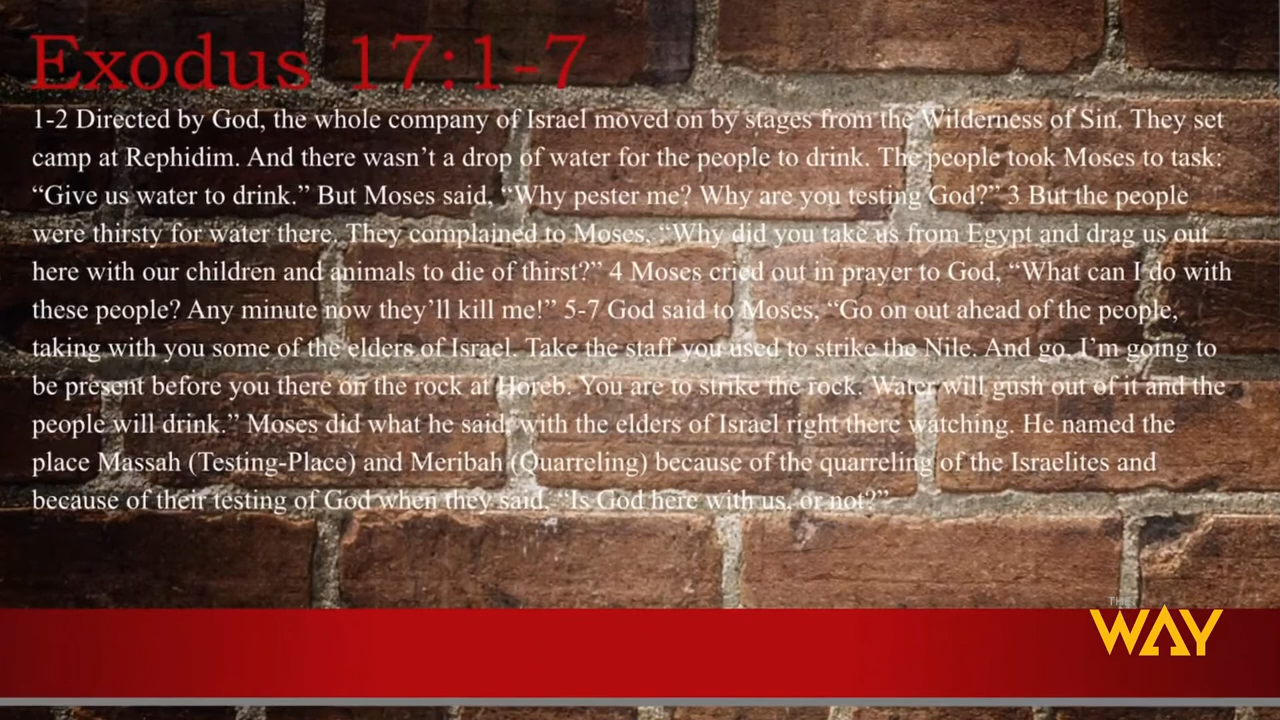 Exodus 17:1-7
1-2 Directed by God, the whole company of Israel moved on by stages from the Wilderness of Sin. They set
camp at Rephidim. And there wasn’t a drop of water for the people to drink. The people took Moses to task:
“Give us water to drink.” But Moses said, “Why pester me? Why are you testing God?” 3 But the people
were thirsty for water there. They complained to Moses, “Why did you take us from Egypt and drag us out
here with our children and animals to die of thirst?” 4 Moses cried out in prayer to God, “What can I do with
these people? Any minute now they’ll kill me!” 5-7 God said to Moses, “Go on out ahead of the people,
taking with you some of the elders of Israel. Take the staff you used to strike the Nile. And go. I’m going to
be present before you there on the rock at Horeb. You are to strike the rock. Water will gush out of it and the
people will drink.” Moses did what he said, with the elders of Israel right there watching. He named the
place Massah (Testing-Place) and Meribah (Quarreling) because of the quarreling of the Israelites and
because of their testing of God when they said, “Is God here with us, or not?”
THE
WAY